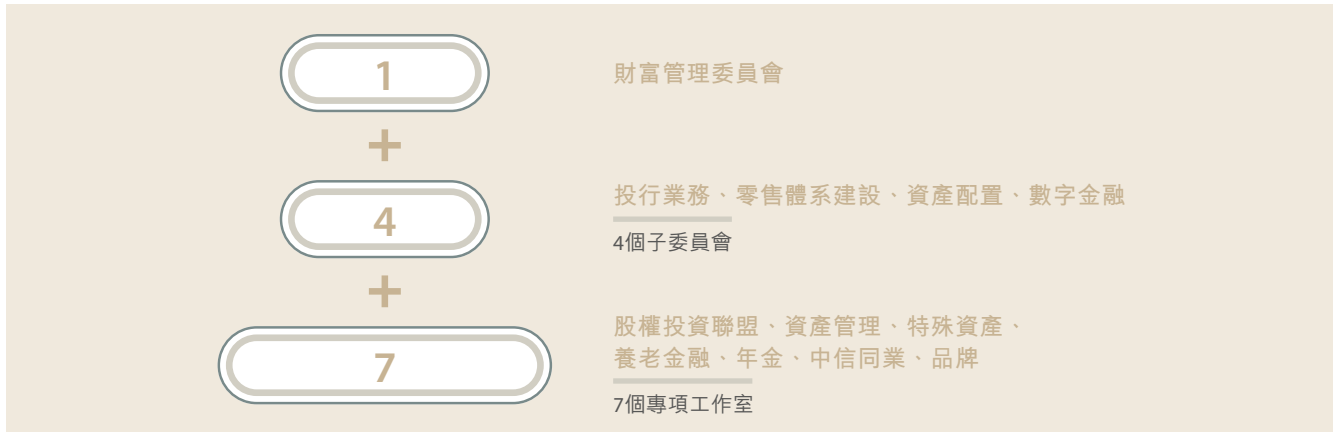 1
財富管理委員會
+
4
投行業務、零售體系建設、資產配置、數字金融
4個子委員會
+
7
股權投資聯盟、資產管理、特殊資產、
養老金融、年金、中信同業、品牌
7個專項工作室